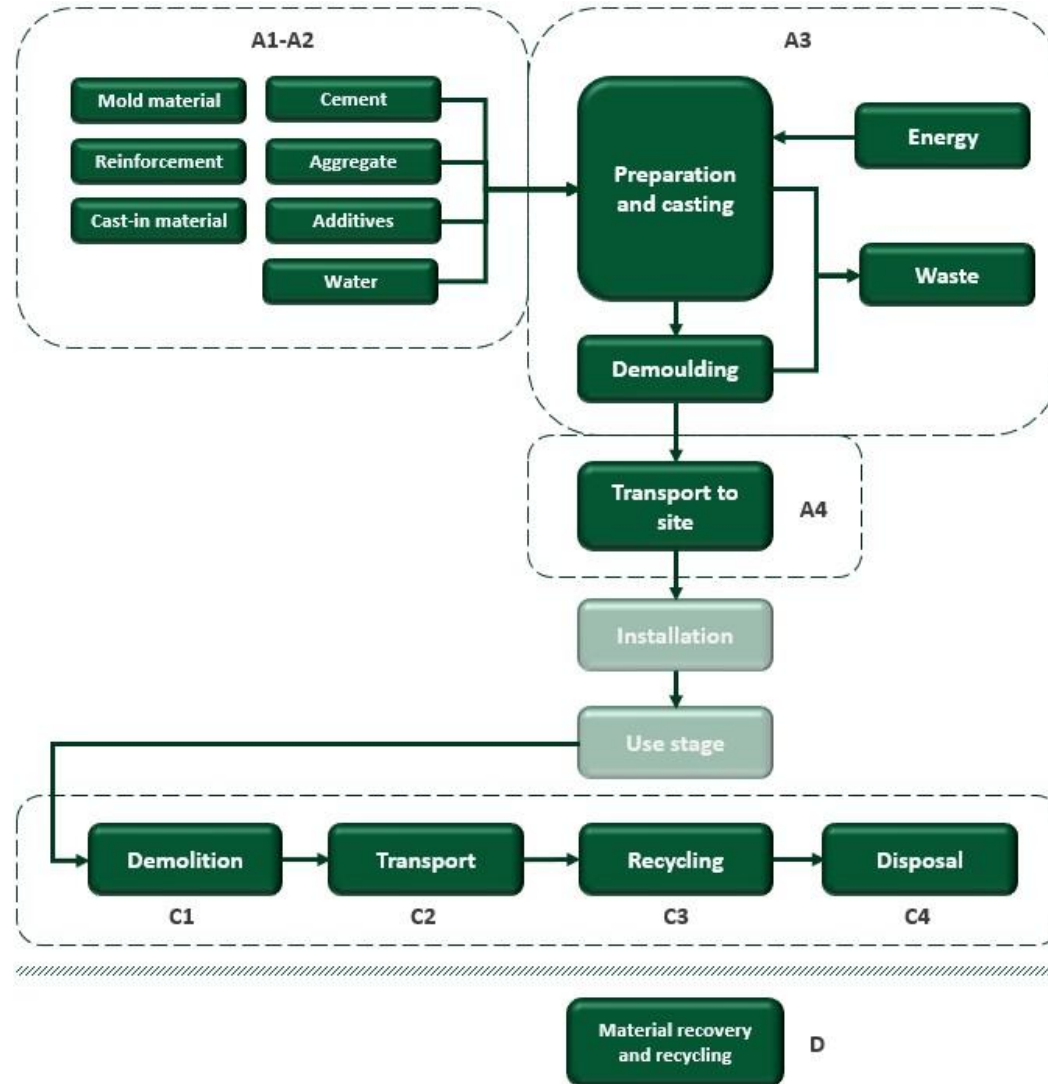 A1-A2
Mold material
Cement
Reinforcement
Aggregate
Cast-in material
Additives
Water
A3
Preparation
and casting
Energy
Waste
Demoulding
Transport to
site
A4
Installation
Use stage
Demolition
Transport
Recycling
Disposal
C1
C2
C3
C4
Material recovery
and recycling
D